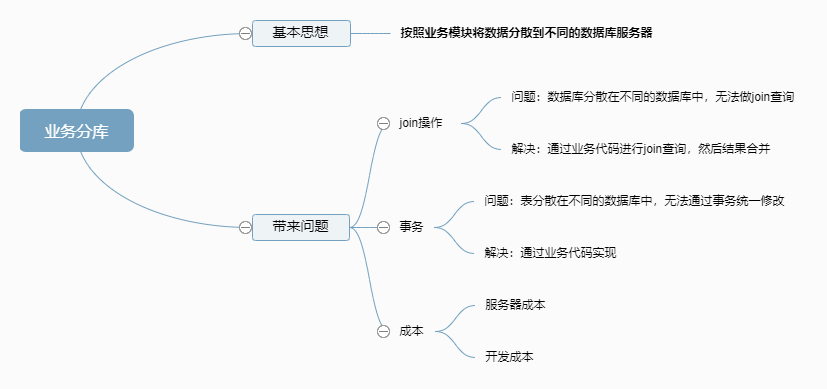 业务分库
基本思想
按照业务模块将数据分散到不同的数据库服务器
带来问题
join操作
问题：数据库分散在不同的数据库中，无法做join查询
解决：通过业务代码进行join查询，然后结果合并
事务
问题：表分散在不同的数据库中，无法通过事务统一修改
解决：通过业务代码实现
成本
服务器成本
开发成本